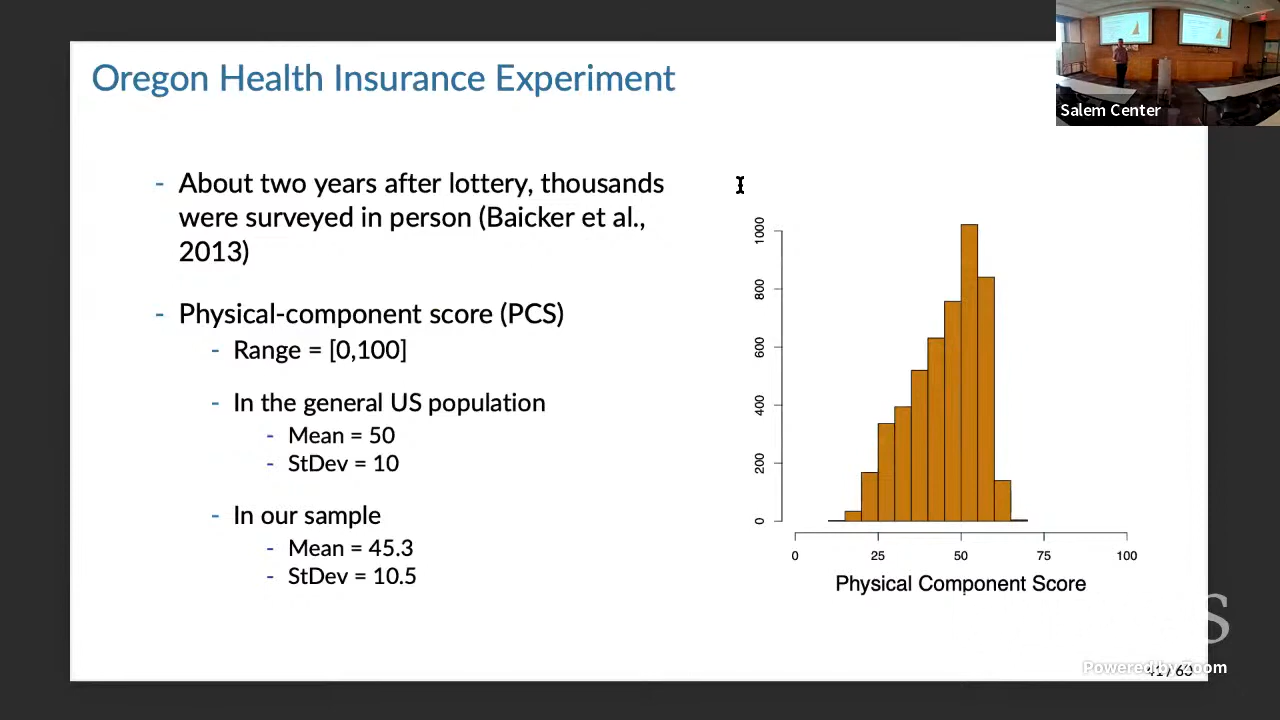 Oregon Health Insurance Experiment
Salem Center
- About two years after lottery, thousands
were surveyed in person (Baicker et al.,
2013)
- Physical-component score (PCS)
- Range = [0,100]
- In the general US population
- Mean = 50
- StDev = 10
- In our sample
- Mean = 45.3
- StDev = 10.5
1000
800
600
400
200
0
0 25 50 75 100
Physical Component Score
S
Powered by Zoom